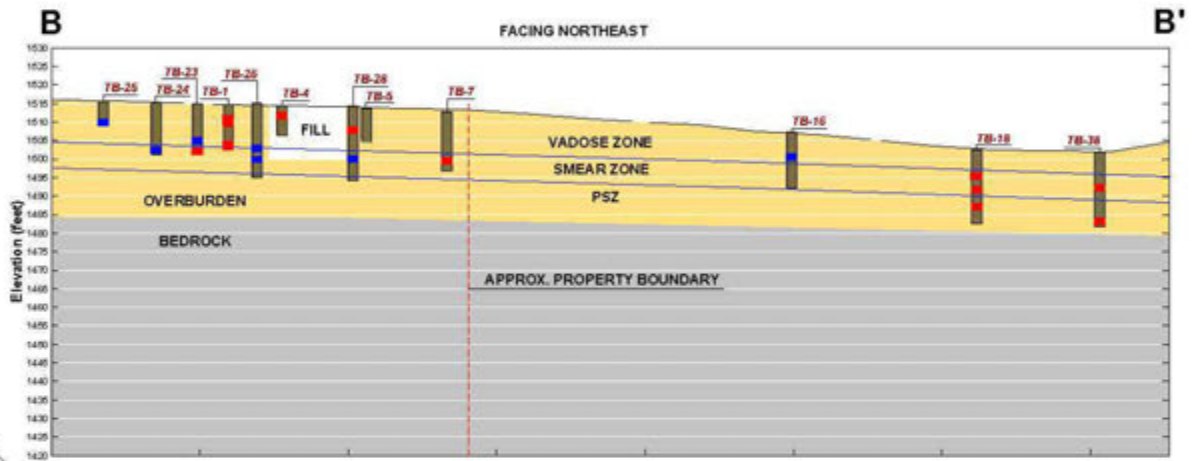 B
B'
FACING NORTHEAST
TB-25
TB-23
TB-24
TB-1
TB-26
TB-4
TB-28
TB-5
TB-7
TB-16
TB-18
TB-38
FILL
VADOSE ZONE
SMEAR ZONE
PSZ
OVERBURDEN
BEDROCK
APPROX. PROPERTY BOUNDARY
Elevation (feet)
1530
1525
1520
1515
1510
1505
1500
1495
1490
1485
1480
1475
1470
1465
1460
1455
1450
1445
1440
1435
1430
1425
1420